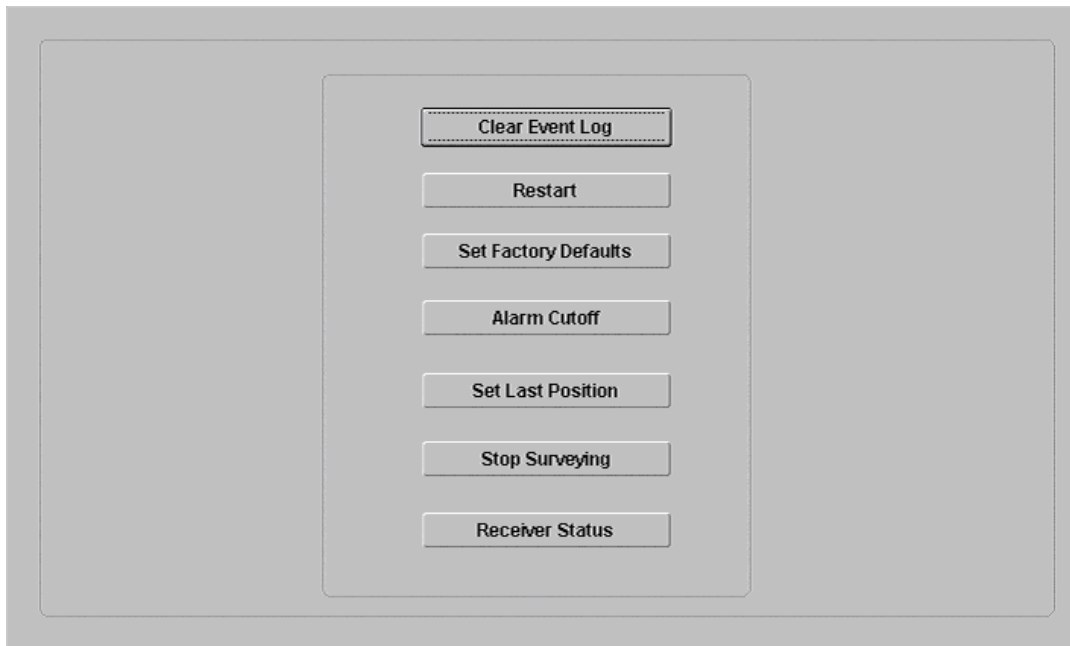 Clear Event Log
Restart
Set Factory Defaults
Alarm Cutoff
Set Last Position
Stop Surveying
Receiver Status